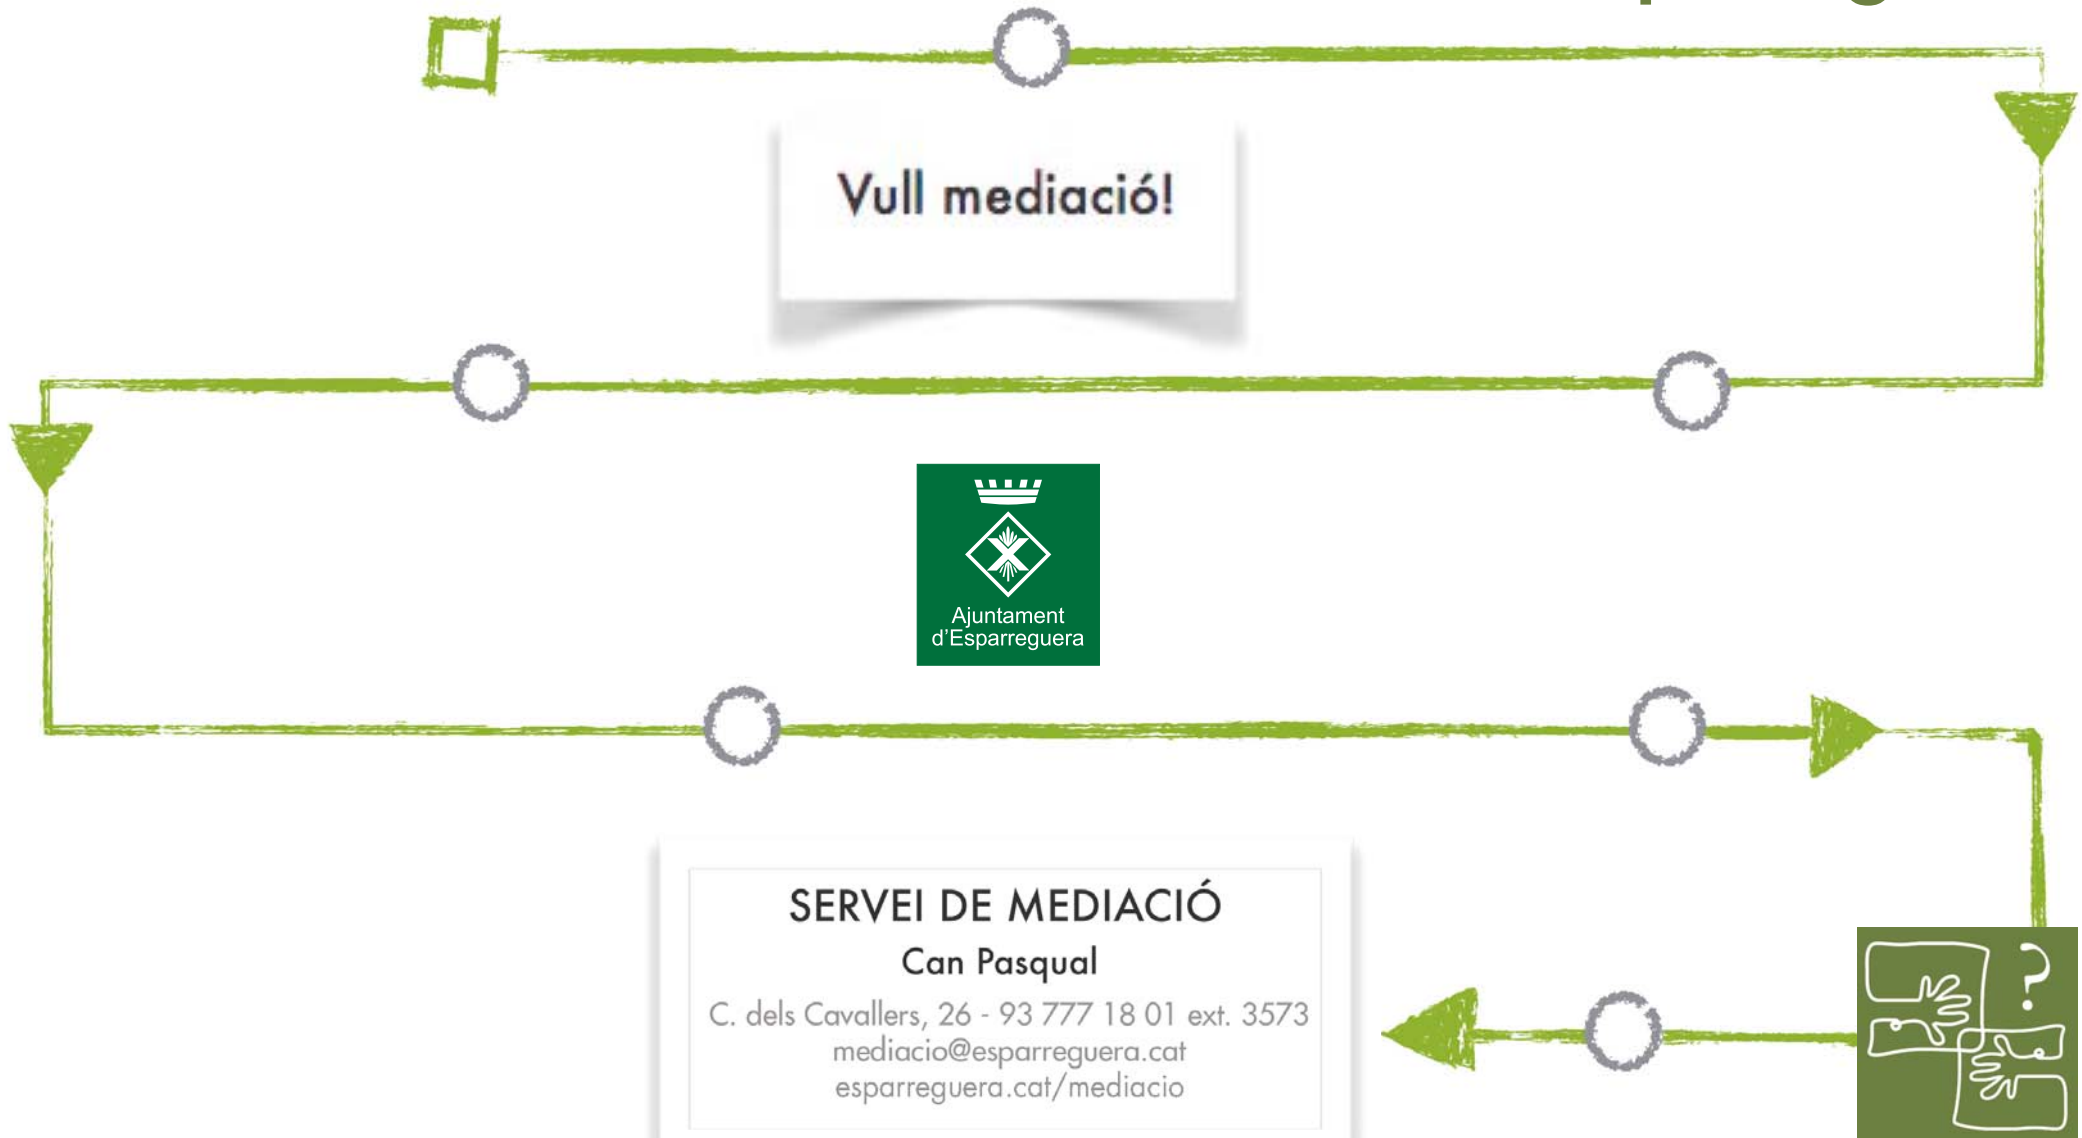 Vull mediació!
Ajuntament
d'Esparreguera
SERVEI DE MEDIACIÓ
Can Pasqual
C. dels Cavallers, 26 - 93 777 18 01 ext. 3573
mediacio@esparreguera.cat
esparreguera.cat/mediacio
?